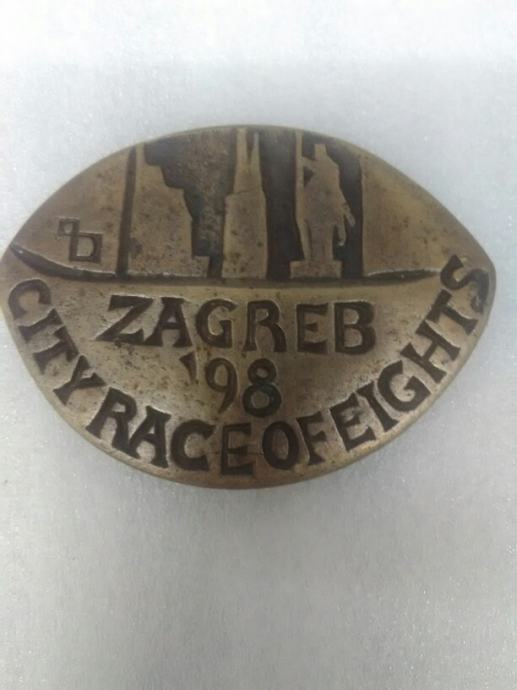 ZAGREB
'98
CITY RACE OF EIGHTS